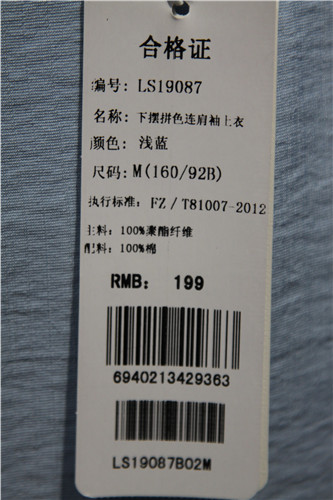 合格证
编号: LS19087
名称: 下摆拼色连肩袖上衣
颜色: 浅蓝
尺码: M(160/92B)
执行标准: FZ/T81007-2012
主料: 100%聚酯纤维
配料: 100%棉
RMB: 199
6940213429363
LS19087B02M